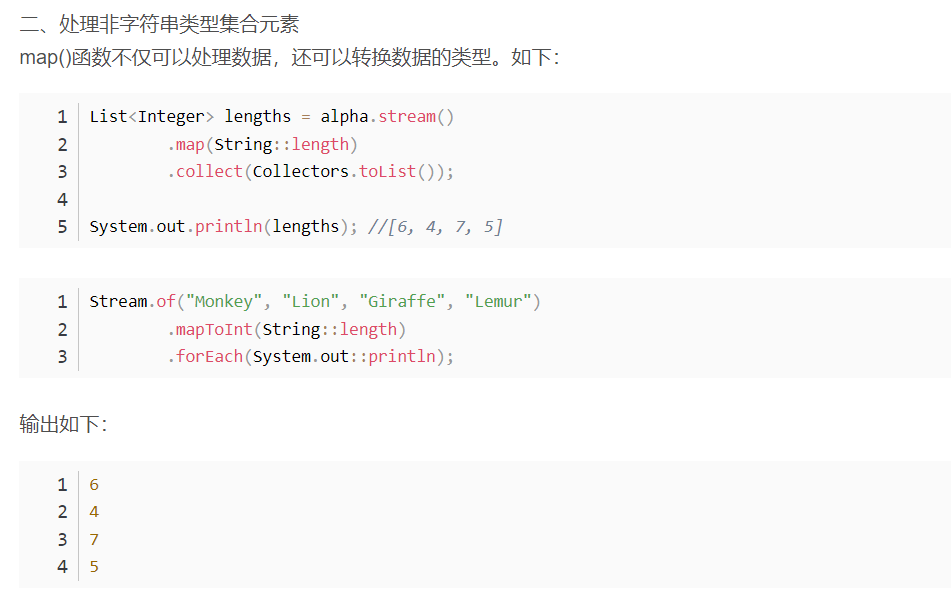 二、处理非字符串类型集合元素
map()函数不仅可以处理数据，还可以转换数据的类型。如下：
1 List<Integer> lengths = alpha.stream()
2         .map(String::length)
3         .collect(Collectors.toList());
4
5 System.out.println(lengths); //[6, 4, 7, 5]
1 Stream.of("Monkey", "Lion", "Giraffe", "Lemur")
2         .mapToInt(String::length)
3         .forEach(System.out::println);
输出如下：
1 6
2 4
3 7
4 5